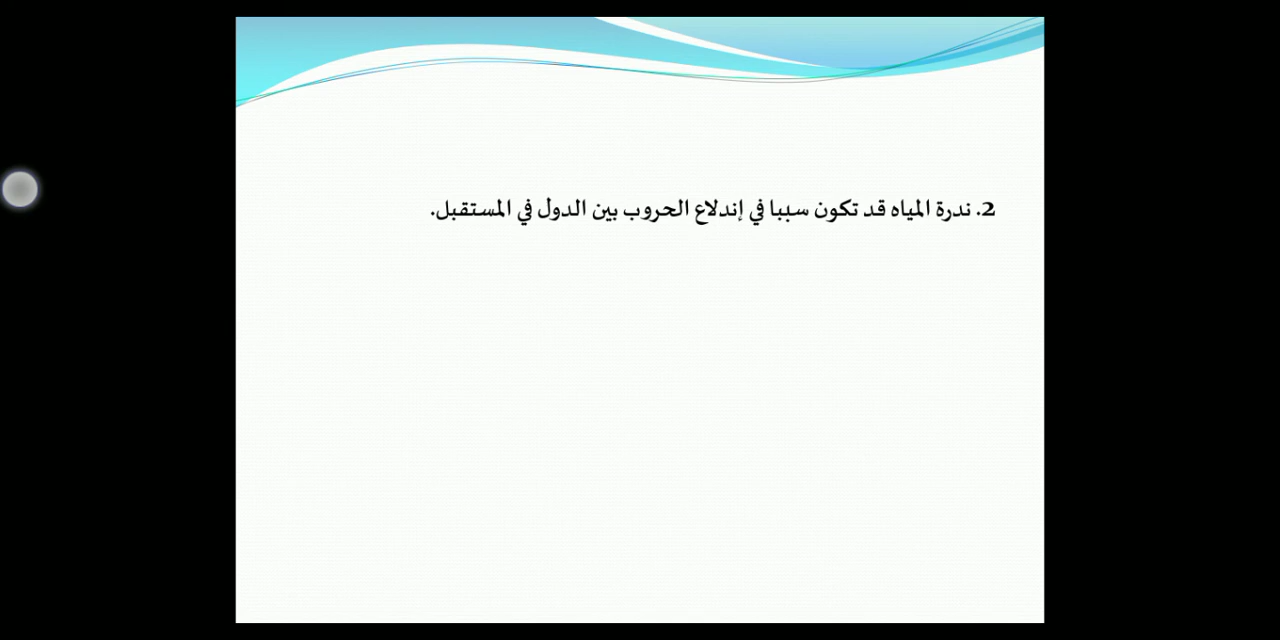 2. ندرة المياه قد تكون سببا في إندلاع الحروب بين الدول في المستقبل.